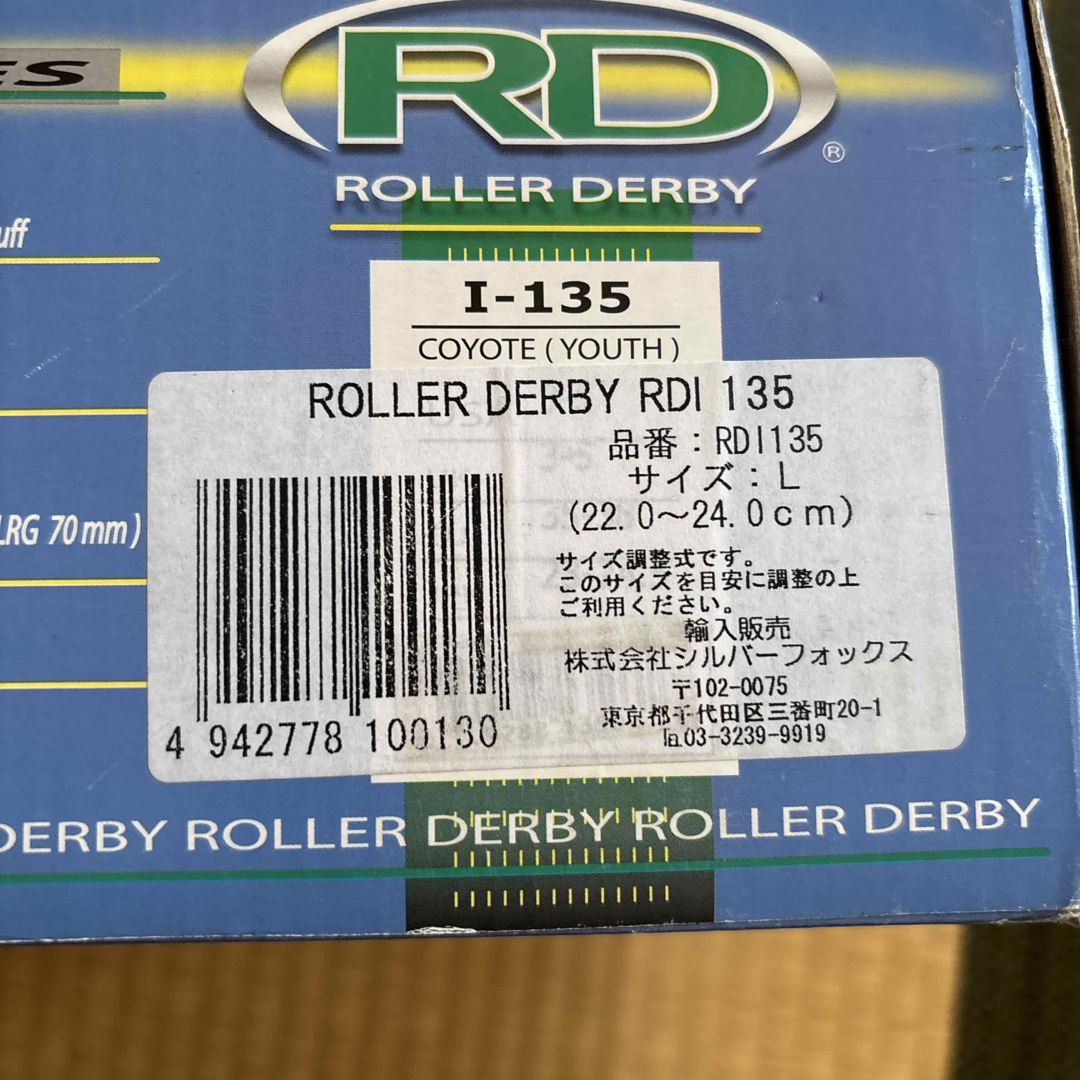 ES
RD
®
ROLLER DERBY
uff
I-135
COYOTE ( YOUTH )
ROLLER DERBY RDI 135
品番：RDI135
サイズ：L
(22.0～24.0cm)
LRG 70 mm)
サイズ調整式です。
このサイズを目安に調整の上
ご利用ください。
輸入販売
株式会社シルバーフォックス
〒102-0075
東京都千代田区三番町20-1
℡03-3239-9919
4 942778 100130
DERBY ROLLER DERBY ROLLER DERBY